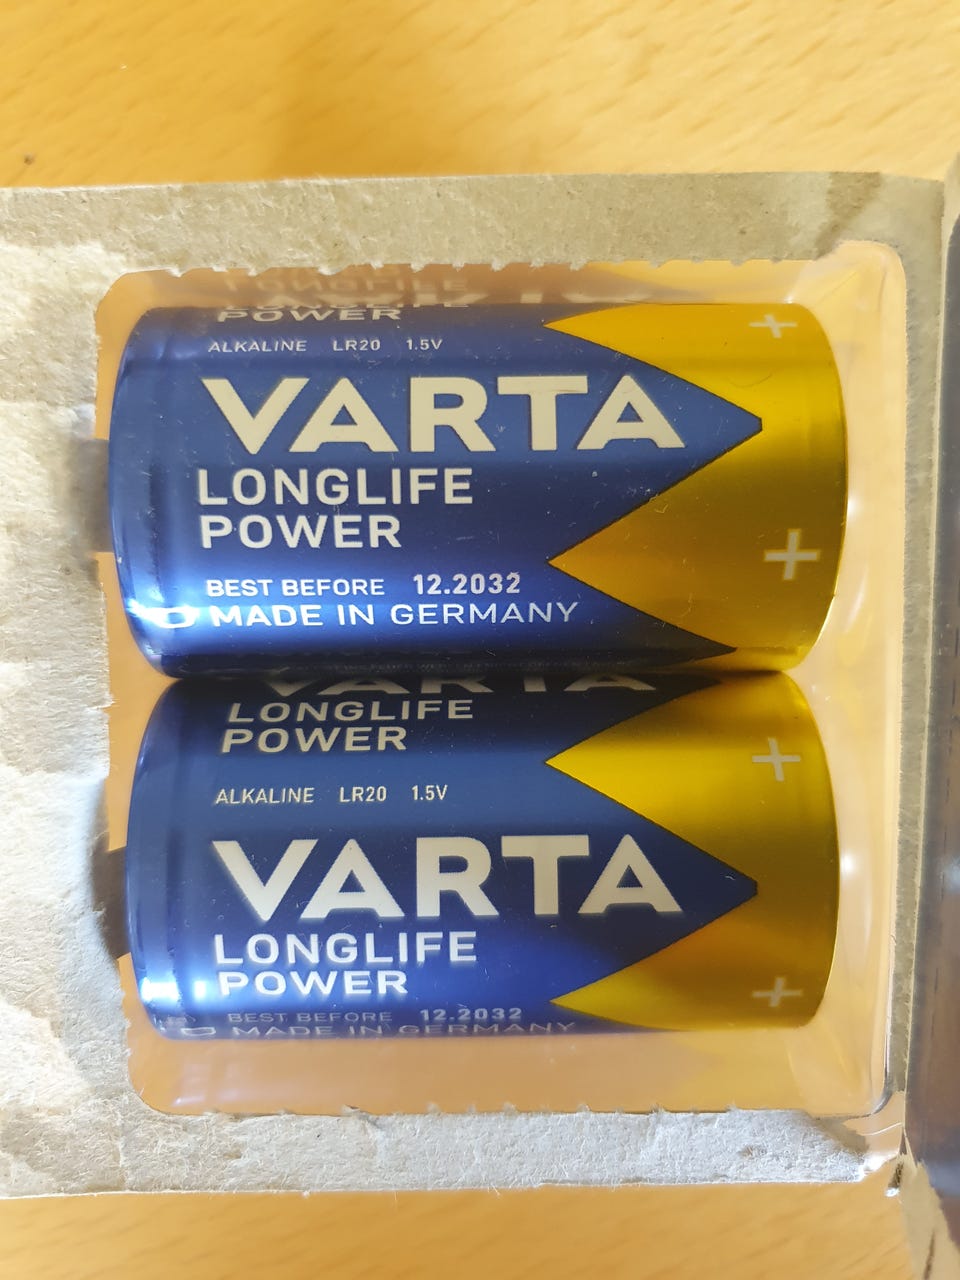 LONGLIFE
POWER
ALKALINE LR20 1.5V
VARTA
LONGLIFE
POWER
BEST BEFORE 12.2032
MADE IN GERMANY
VARTA
LONGLIFE
POWER
ALKALINE LR20 1.5V
VARTA
LONGLIFE
POWER
BEST BEFORE 12.2032
MADE IN GERMANY